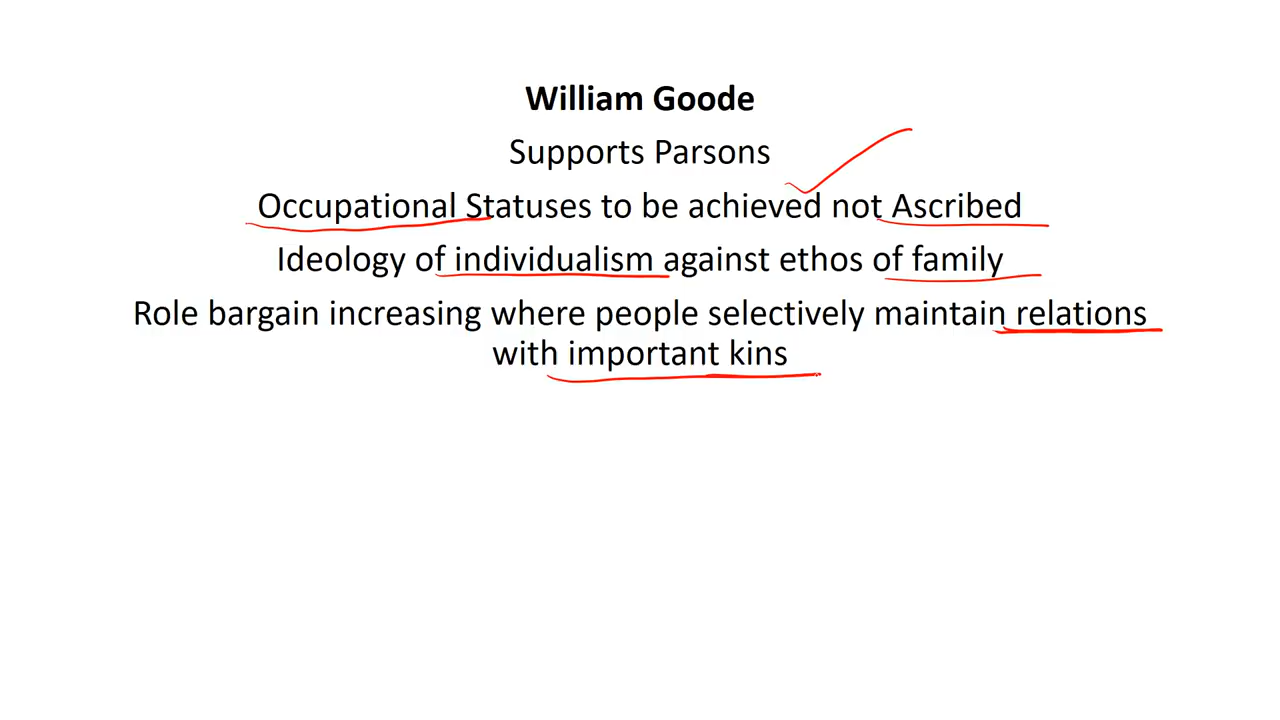 William Goode
Supports Parsons
Occupational Statuses to be achieved not Ascribed
Ideology of individualism against ethos of family
Role bargain increasing where people selectively maintain relations
with important kins